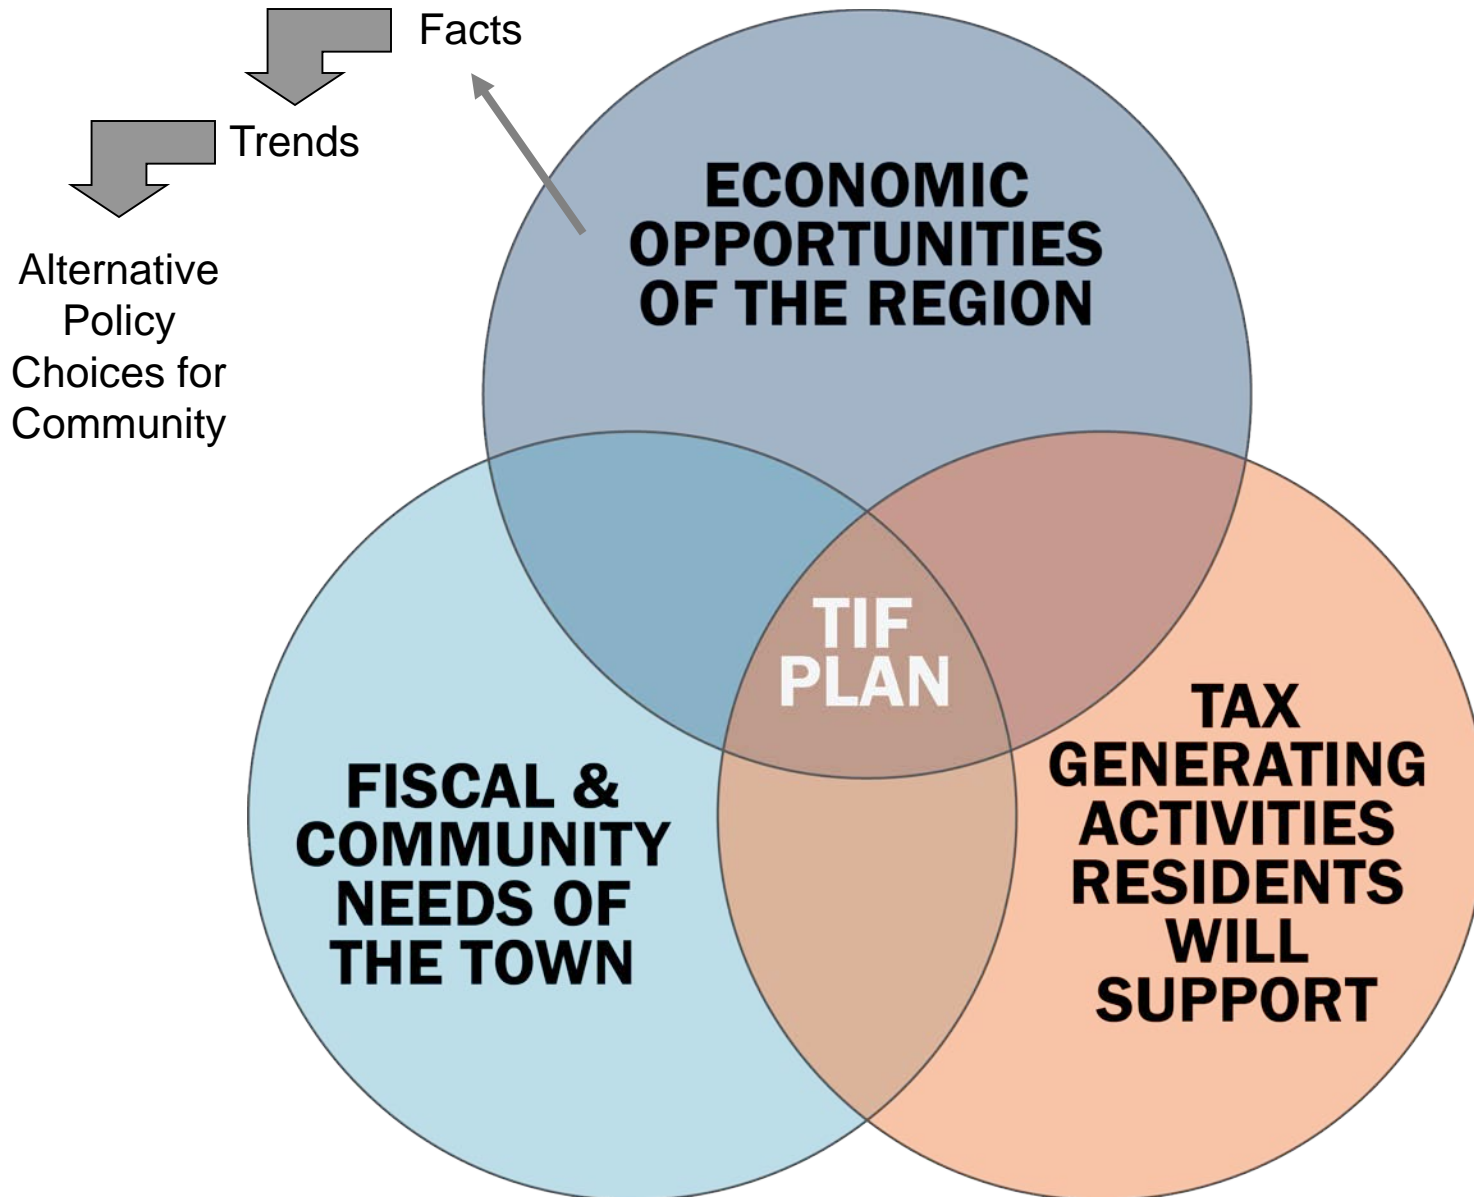 Facts
Trends
Alternative
Policy
Choices for
Community
ECONOMIC
OPPORTUNITIES
OF THE REGION
TIF
PLAN
FISCAL &
COMMUNITY
NEEDS OF
THE TOWN
TAX
GENERATING
ACTIVITIES
RESIDENTS
WILL
SUPPORT